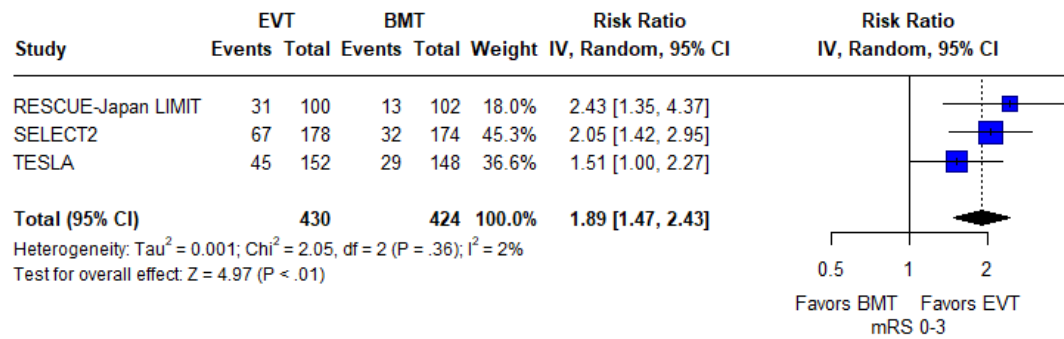 EVT BMT Risk Ratio Risk Ratio
Study Events Total Events Total Weight IV, Random, 95% CI IV, Random, 95% CI
RESCUE-Japan LIMIT 31 100 13 102 18.0% 2.43 [1.35, 4.37]
SELECT2 67 178 32 174 45.3% 2.05 [1.42, 2.95]
TESLA 45 152 29 148 36.6% 1.51 [1.00, 2.27]
Total (95% CI) 430 424 100.0% 1.89 [1.47, 2.43]
Heterogeneity: Tau² = 0.001; Chi² = 2.05, df = 2 (P = .36); I² = 2%
Test for overall effect: Z = 4.97 (P < .01)
0.5 1 2
Favors BMT Favors EVT
mRS 0-3